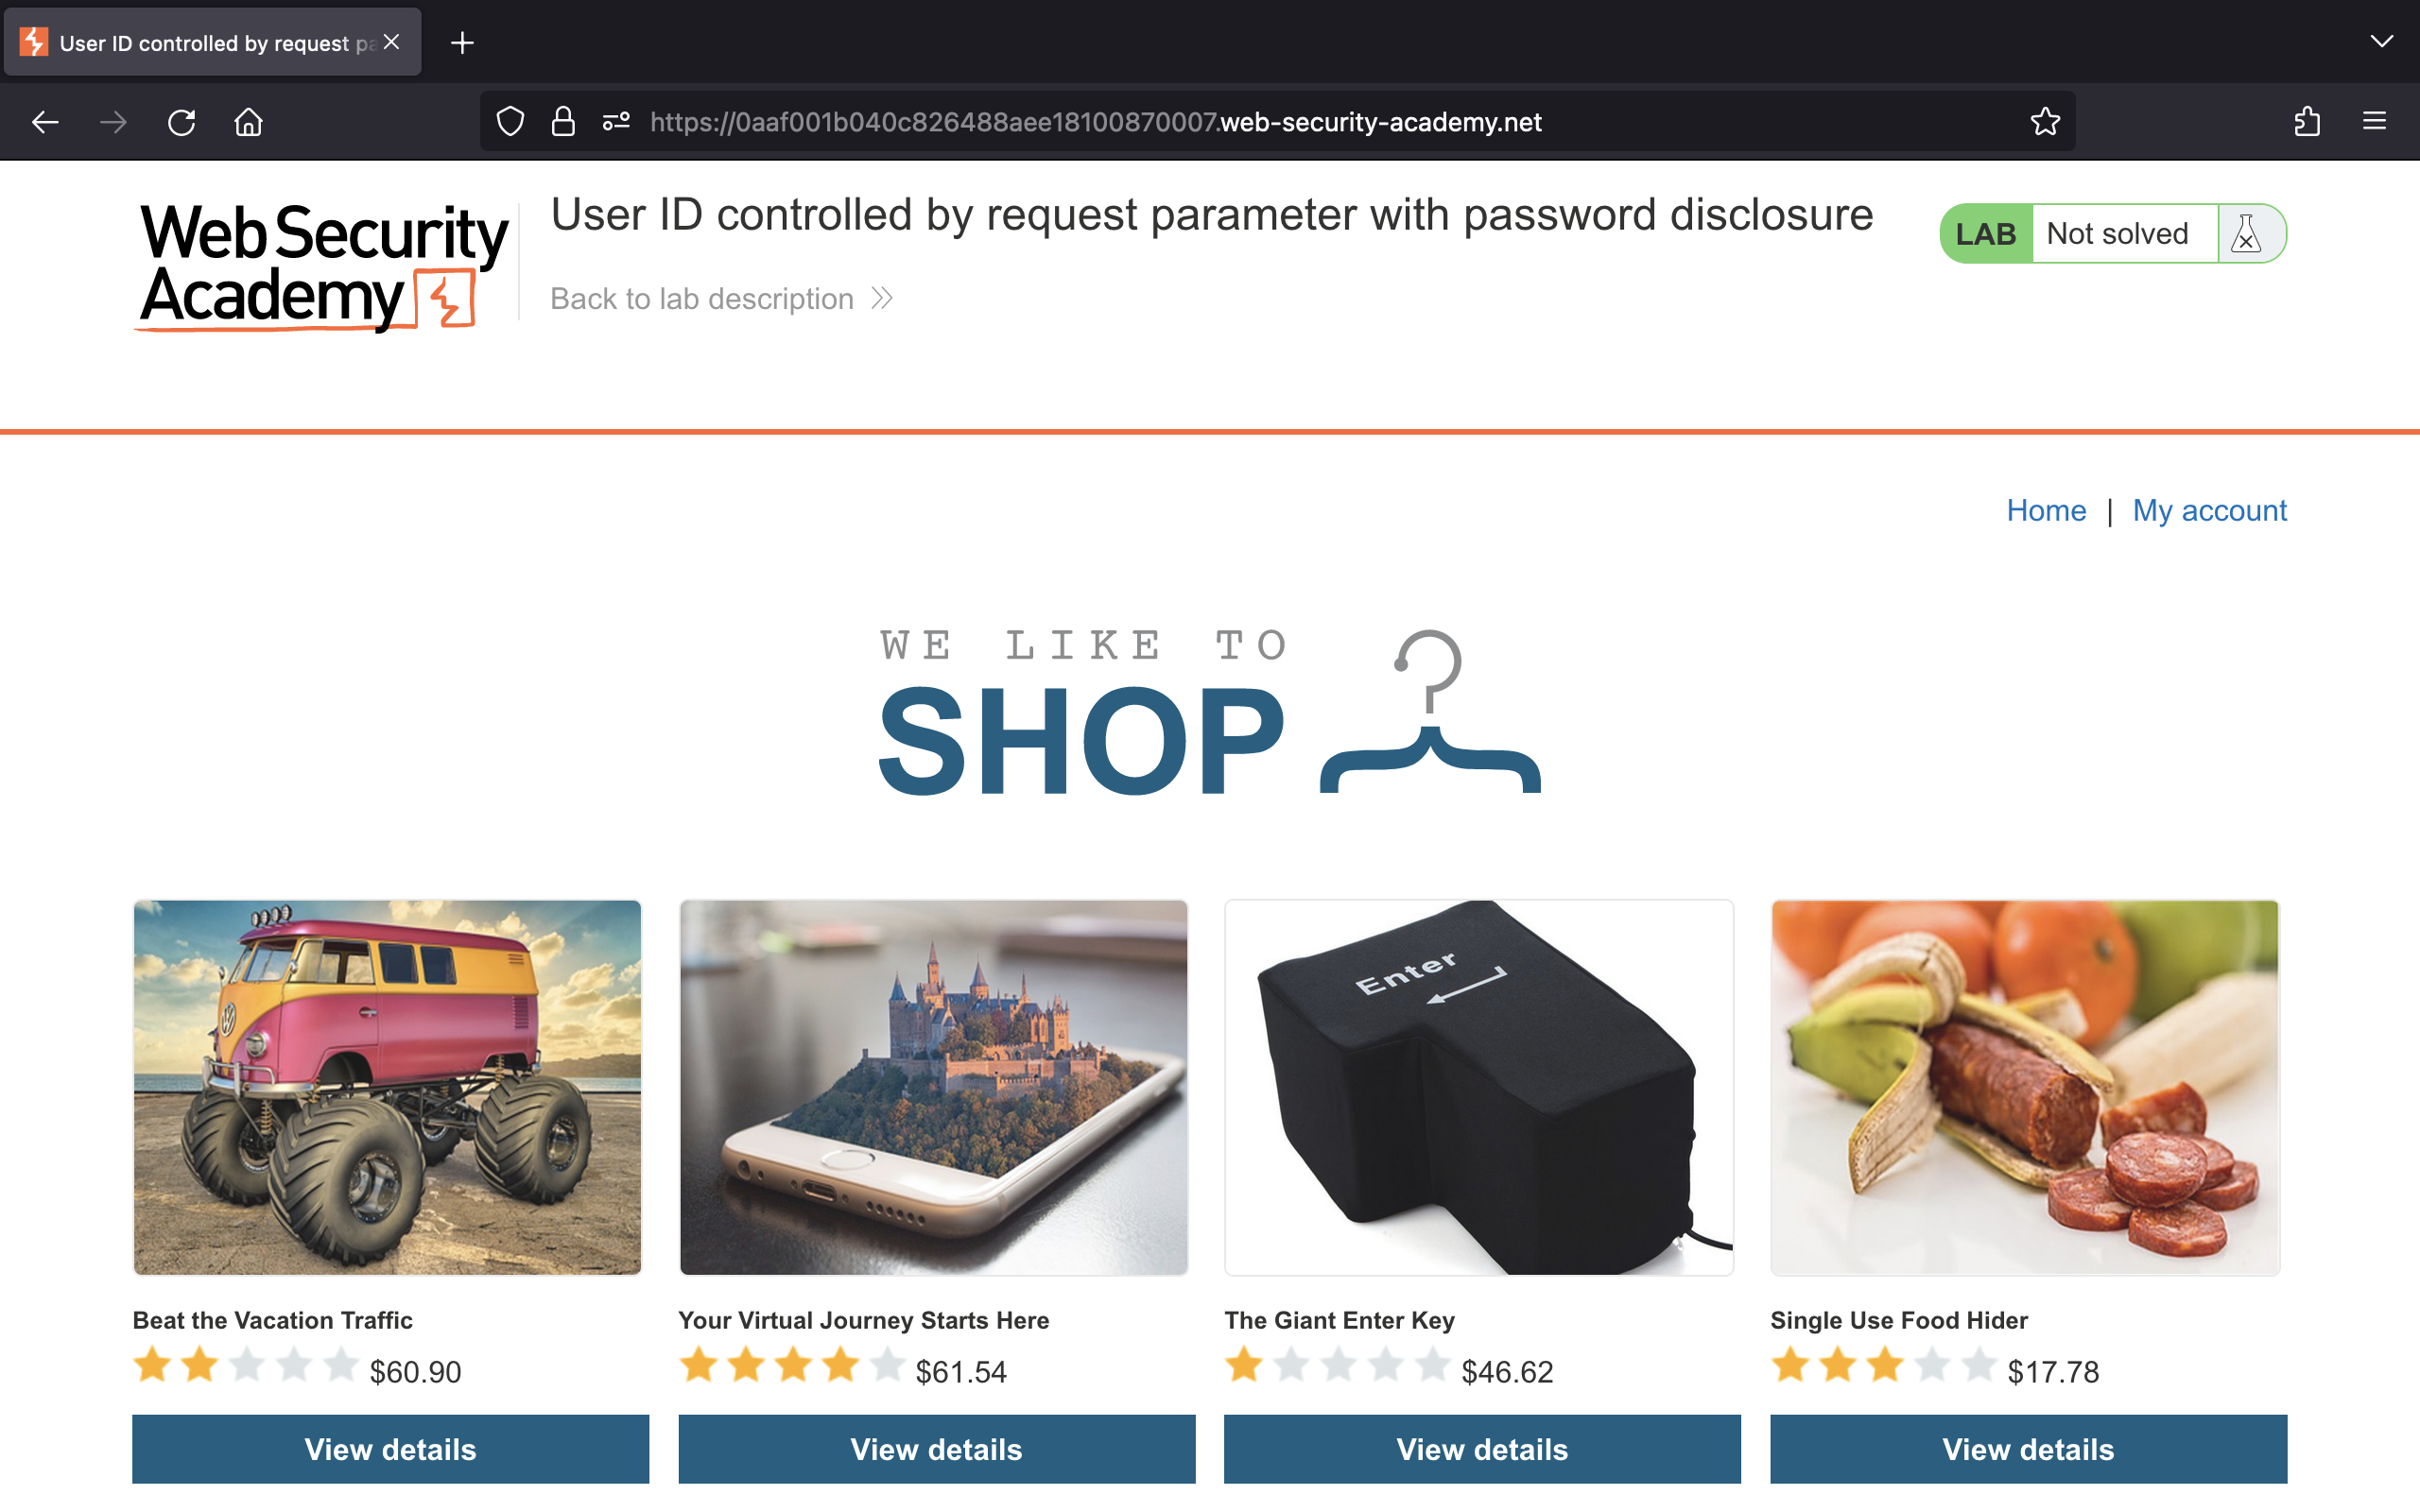 User ID controlled by request pa
https://0aaf001b040c826488aee18100870007.web-security-academy.net
Web Security
Academy
User ID controlled by request parameter with password disclosure
Back to lab description
LAB Not solved
Home | My account
WE LIKE TO
SHOP
Enter
Beat the Vacation Traffic
$60.90
View details
Your Virtual Journey Starts Here
$61.54
View details
The Giant Enter Key
$46.62
View details
Single Use Food Hider
$17.78
View details